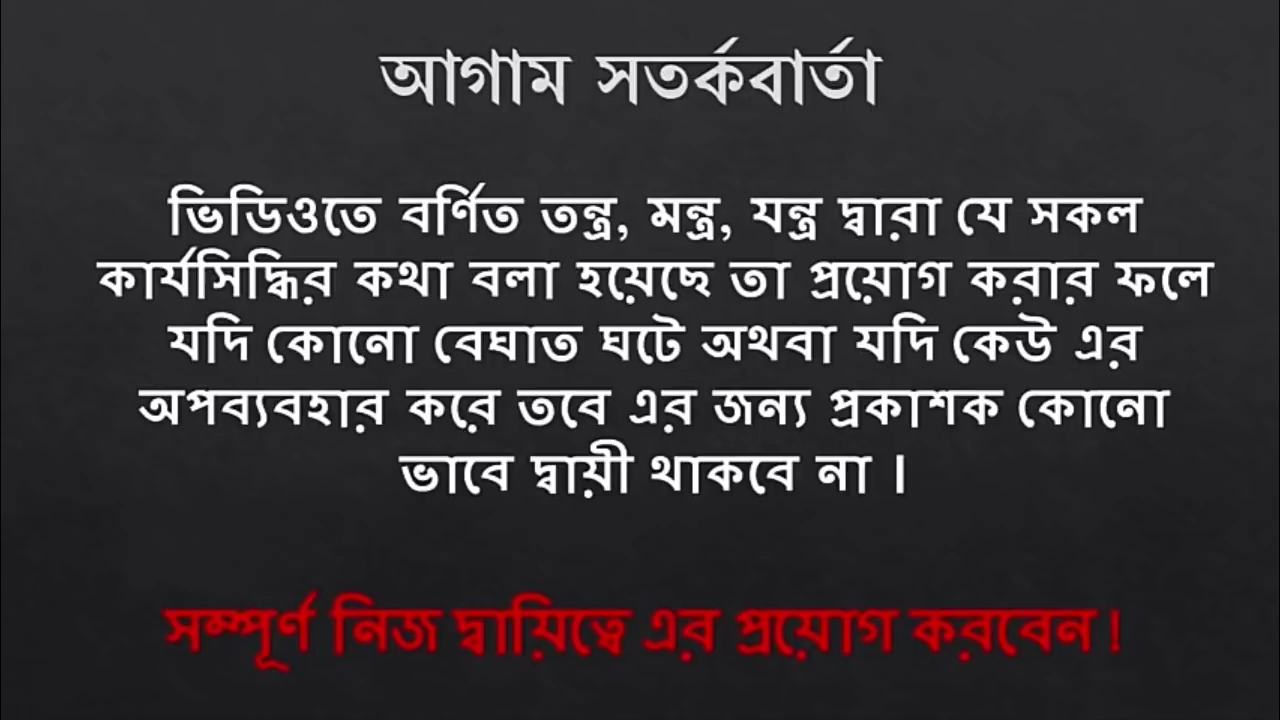 আগাম সতর্কবার্তা
ভিডিওতে বর্ণিত তন্ত্র, মন্ত্র, যন্ত্র দ্বারা যে সকল
কার্যসিদ্ধির কথা বলা হয়েছে তা প্রয়োগ করার ফলে
যদি কোনো বেঘাত ঘটে অথবা যদি কেউ এর
অপব্যবহার করে তবে এর জন্য প্রকাশক কোনো
ভাবে দ্বায়ী থাকবে না ।
সম্পূর্ণ নিজ দ্বায়িত্বে এর প্রয়োগ করবেন !